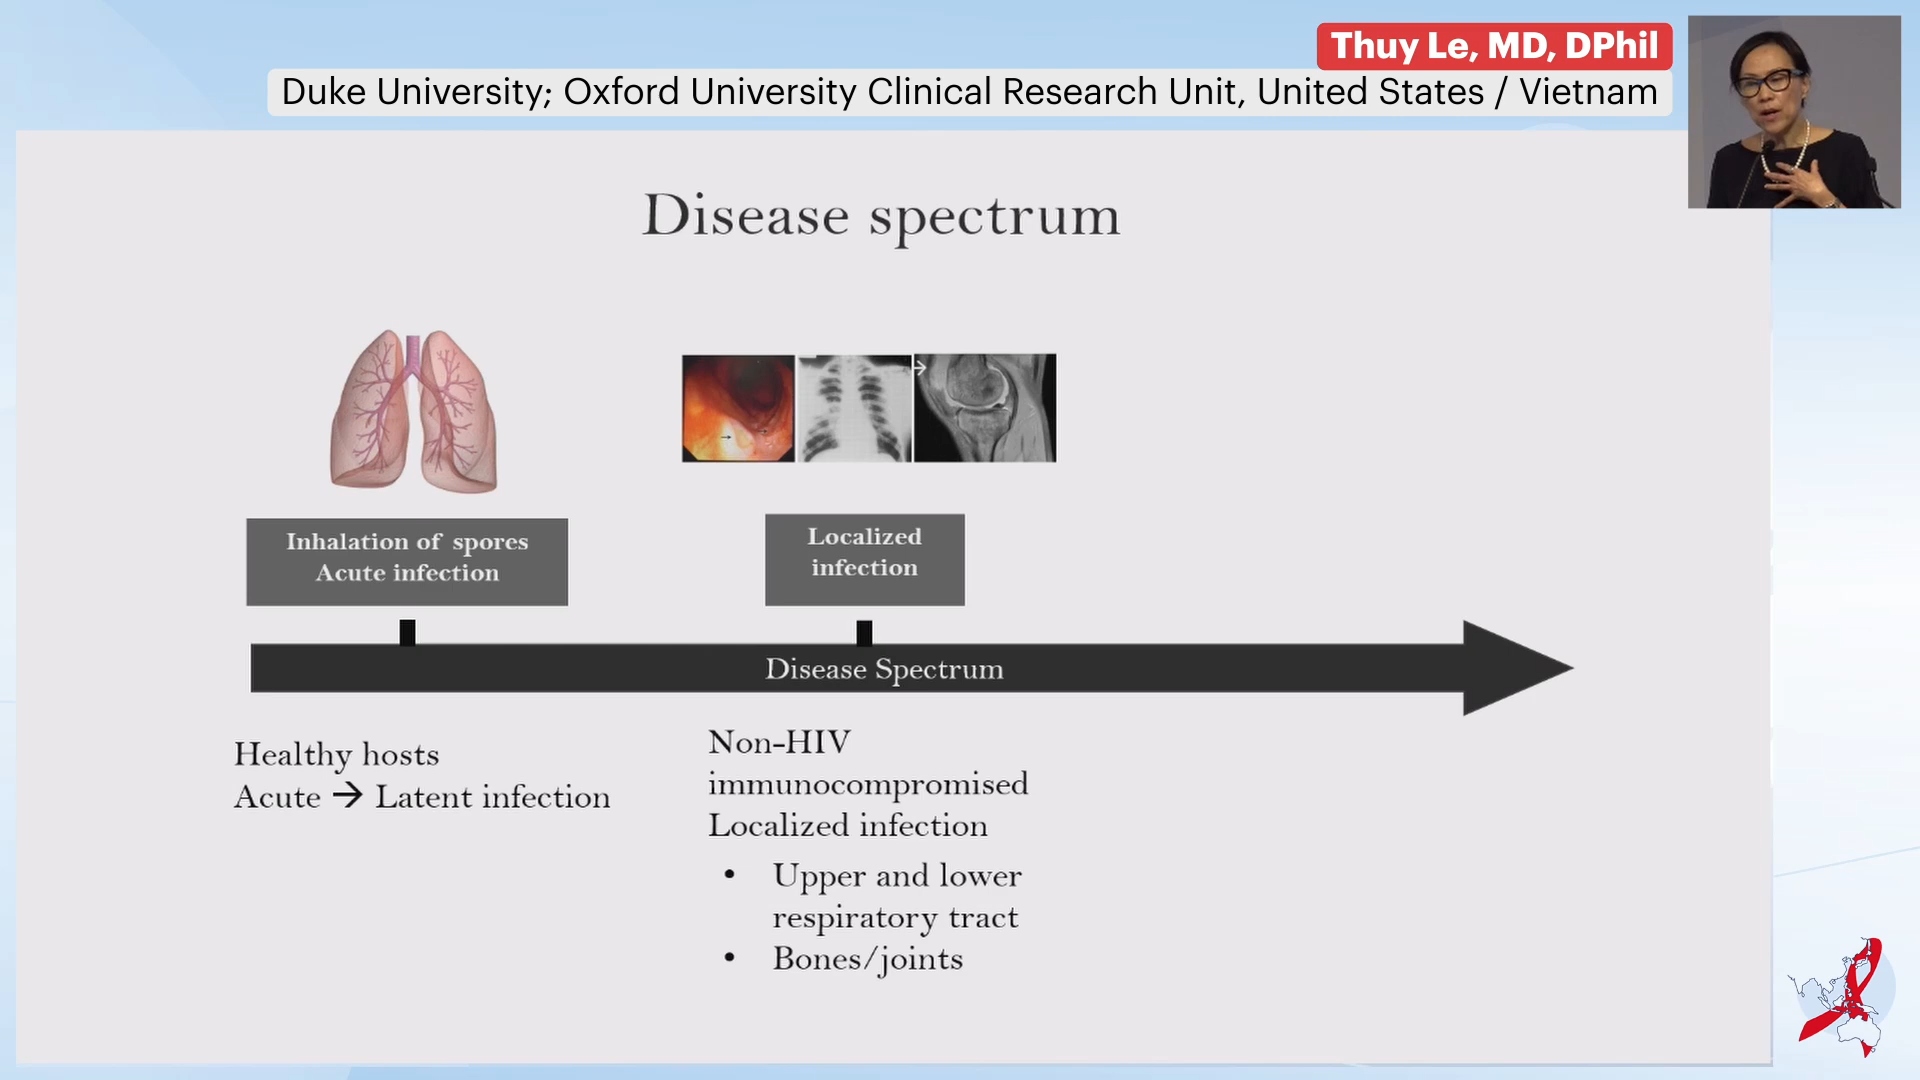 Thuy Le, MD, DPhil
Duke University; Oxford University Clinical Research Unit, United States / Vietnam
Disease spectrum
Inhalation of spores
Acute infection
Localized
infection
Disease Spectrum
Healthy hosts
Acute → Latent infection
Non-HIV
immunocompromised
Localized infection
• Upper and lower
respiratory tract
• Bones/joints